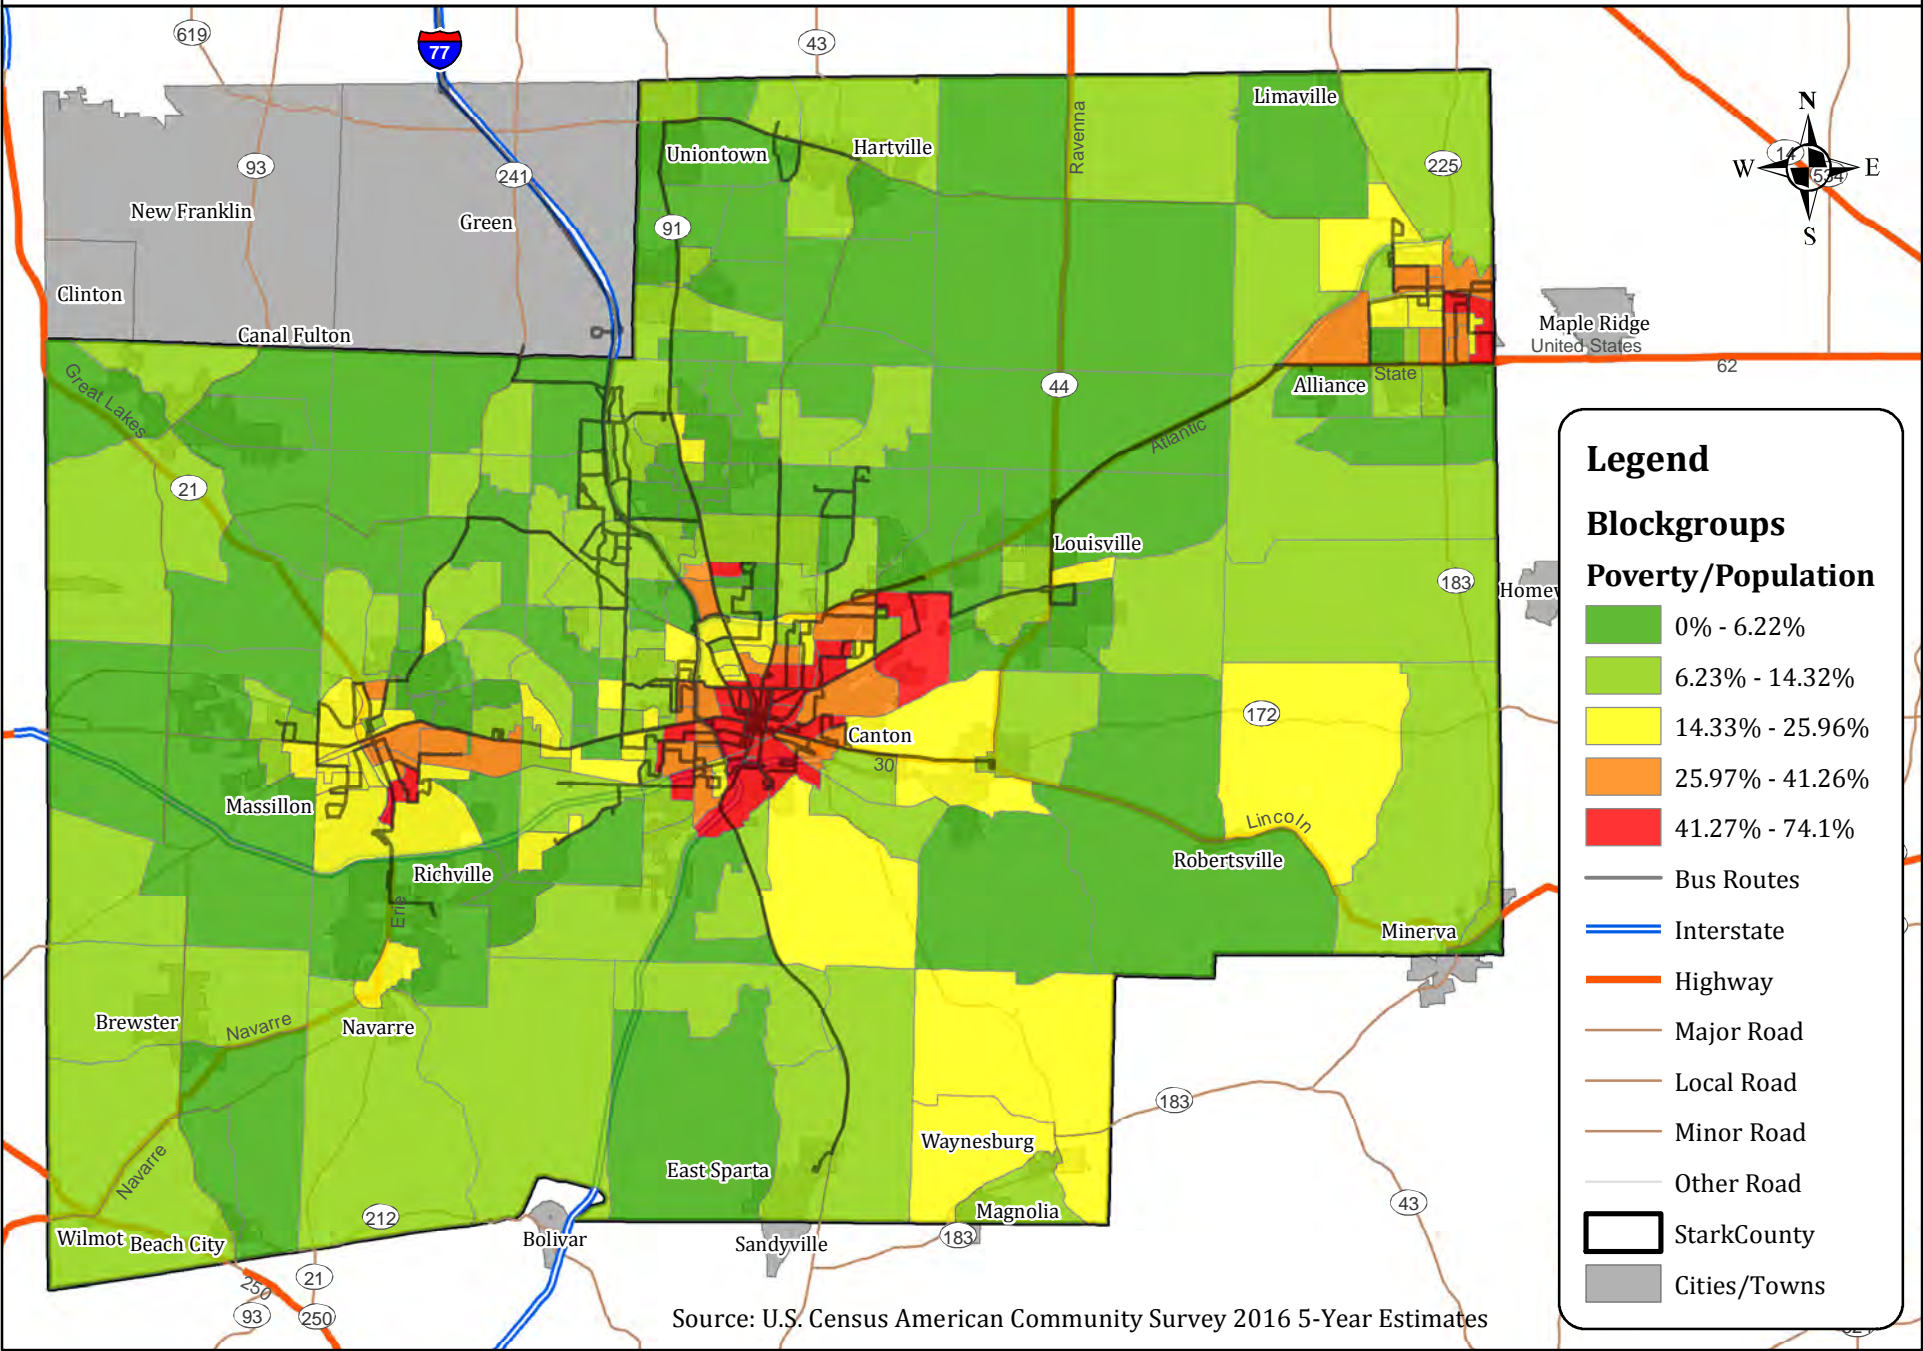 619
77
43
Limaville
N
Ravenna
Uniontown
Hartville
14
W
E
534
93
241
225
New Franklin
Green
91
S
Clinton
Maple Ridge
Canal Fulton
United States
62
Great Lakes
44
State
Alliance
Atlantic
21
Louisville
183
Home
172
Canton
30
Massillon
Lincoln
Robertsville
Richville
Erie
Minerva
Brewster
Navarre
Navarre
183
Waynesburg
East Sparta
Navarre
43
Magnolia
212
Wilmot
Beach City
Bolivar
Sandyville
183
21
250
93
250
Source: U.S. Census American Community Survey 2016 5-Year Estimates
Legend
Blockgroups
Poverty/Population
0% - 6.22%
6.23% - 14.32%
14.33% - 25.96%
25.97% - 41.26%
41.27% - 74.1%
Bus Routes
Interstate
Highway
Major Road
Local Road
Minor Road
Other Road
StarkCounty
Cities/Towns